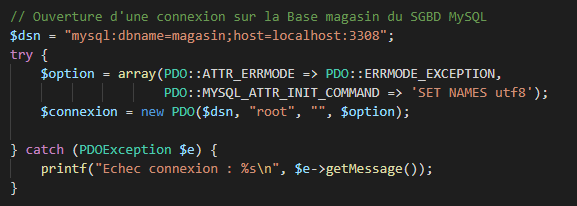 // Ouverture d'une connexion sur la Base magasin du SGBD MySQL
$dsn = "mysql:dbname=magasin;host=localhost:3308";
try {
    $option = array(PDO::ATTR_ERRMODE => PDO::ERRMODE_EXCEPTION,
                    PDO::MYSQL_ATTR_INIT_COMMAND => 'SET NAMES utf8');
    $connexion = new PDO($dsn, "root", "", $option);

} catch (PDOException $e) {
    printf("Echec connexion : %s\n", $e->getMessage());
}